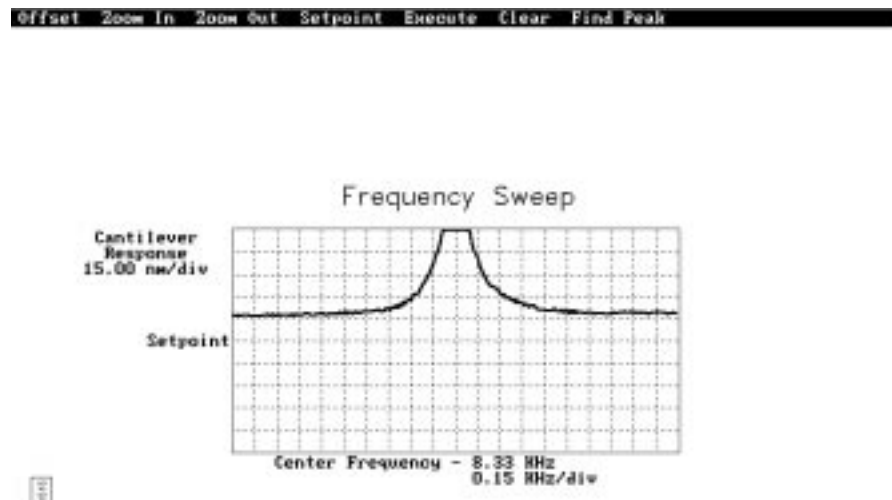 Offset Zoom In Zoom Out Setpoint Execute Clear Find Peak
Frequency Sweep
Cantilever
Response
15.00 nm/div
Setpoint
Center Frequency - 8.33 KHz
0.15 KHz/div